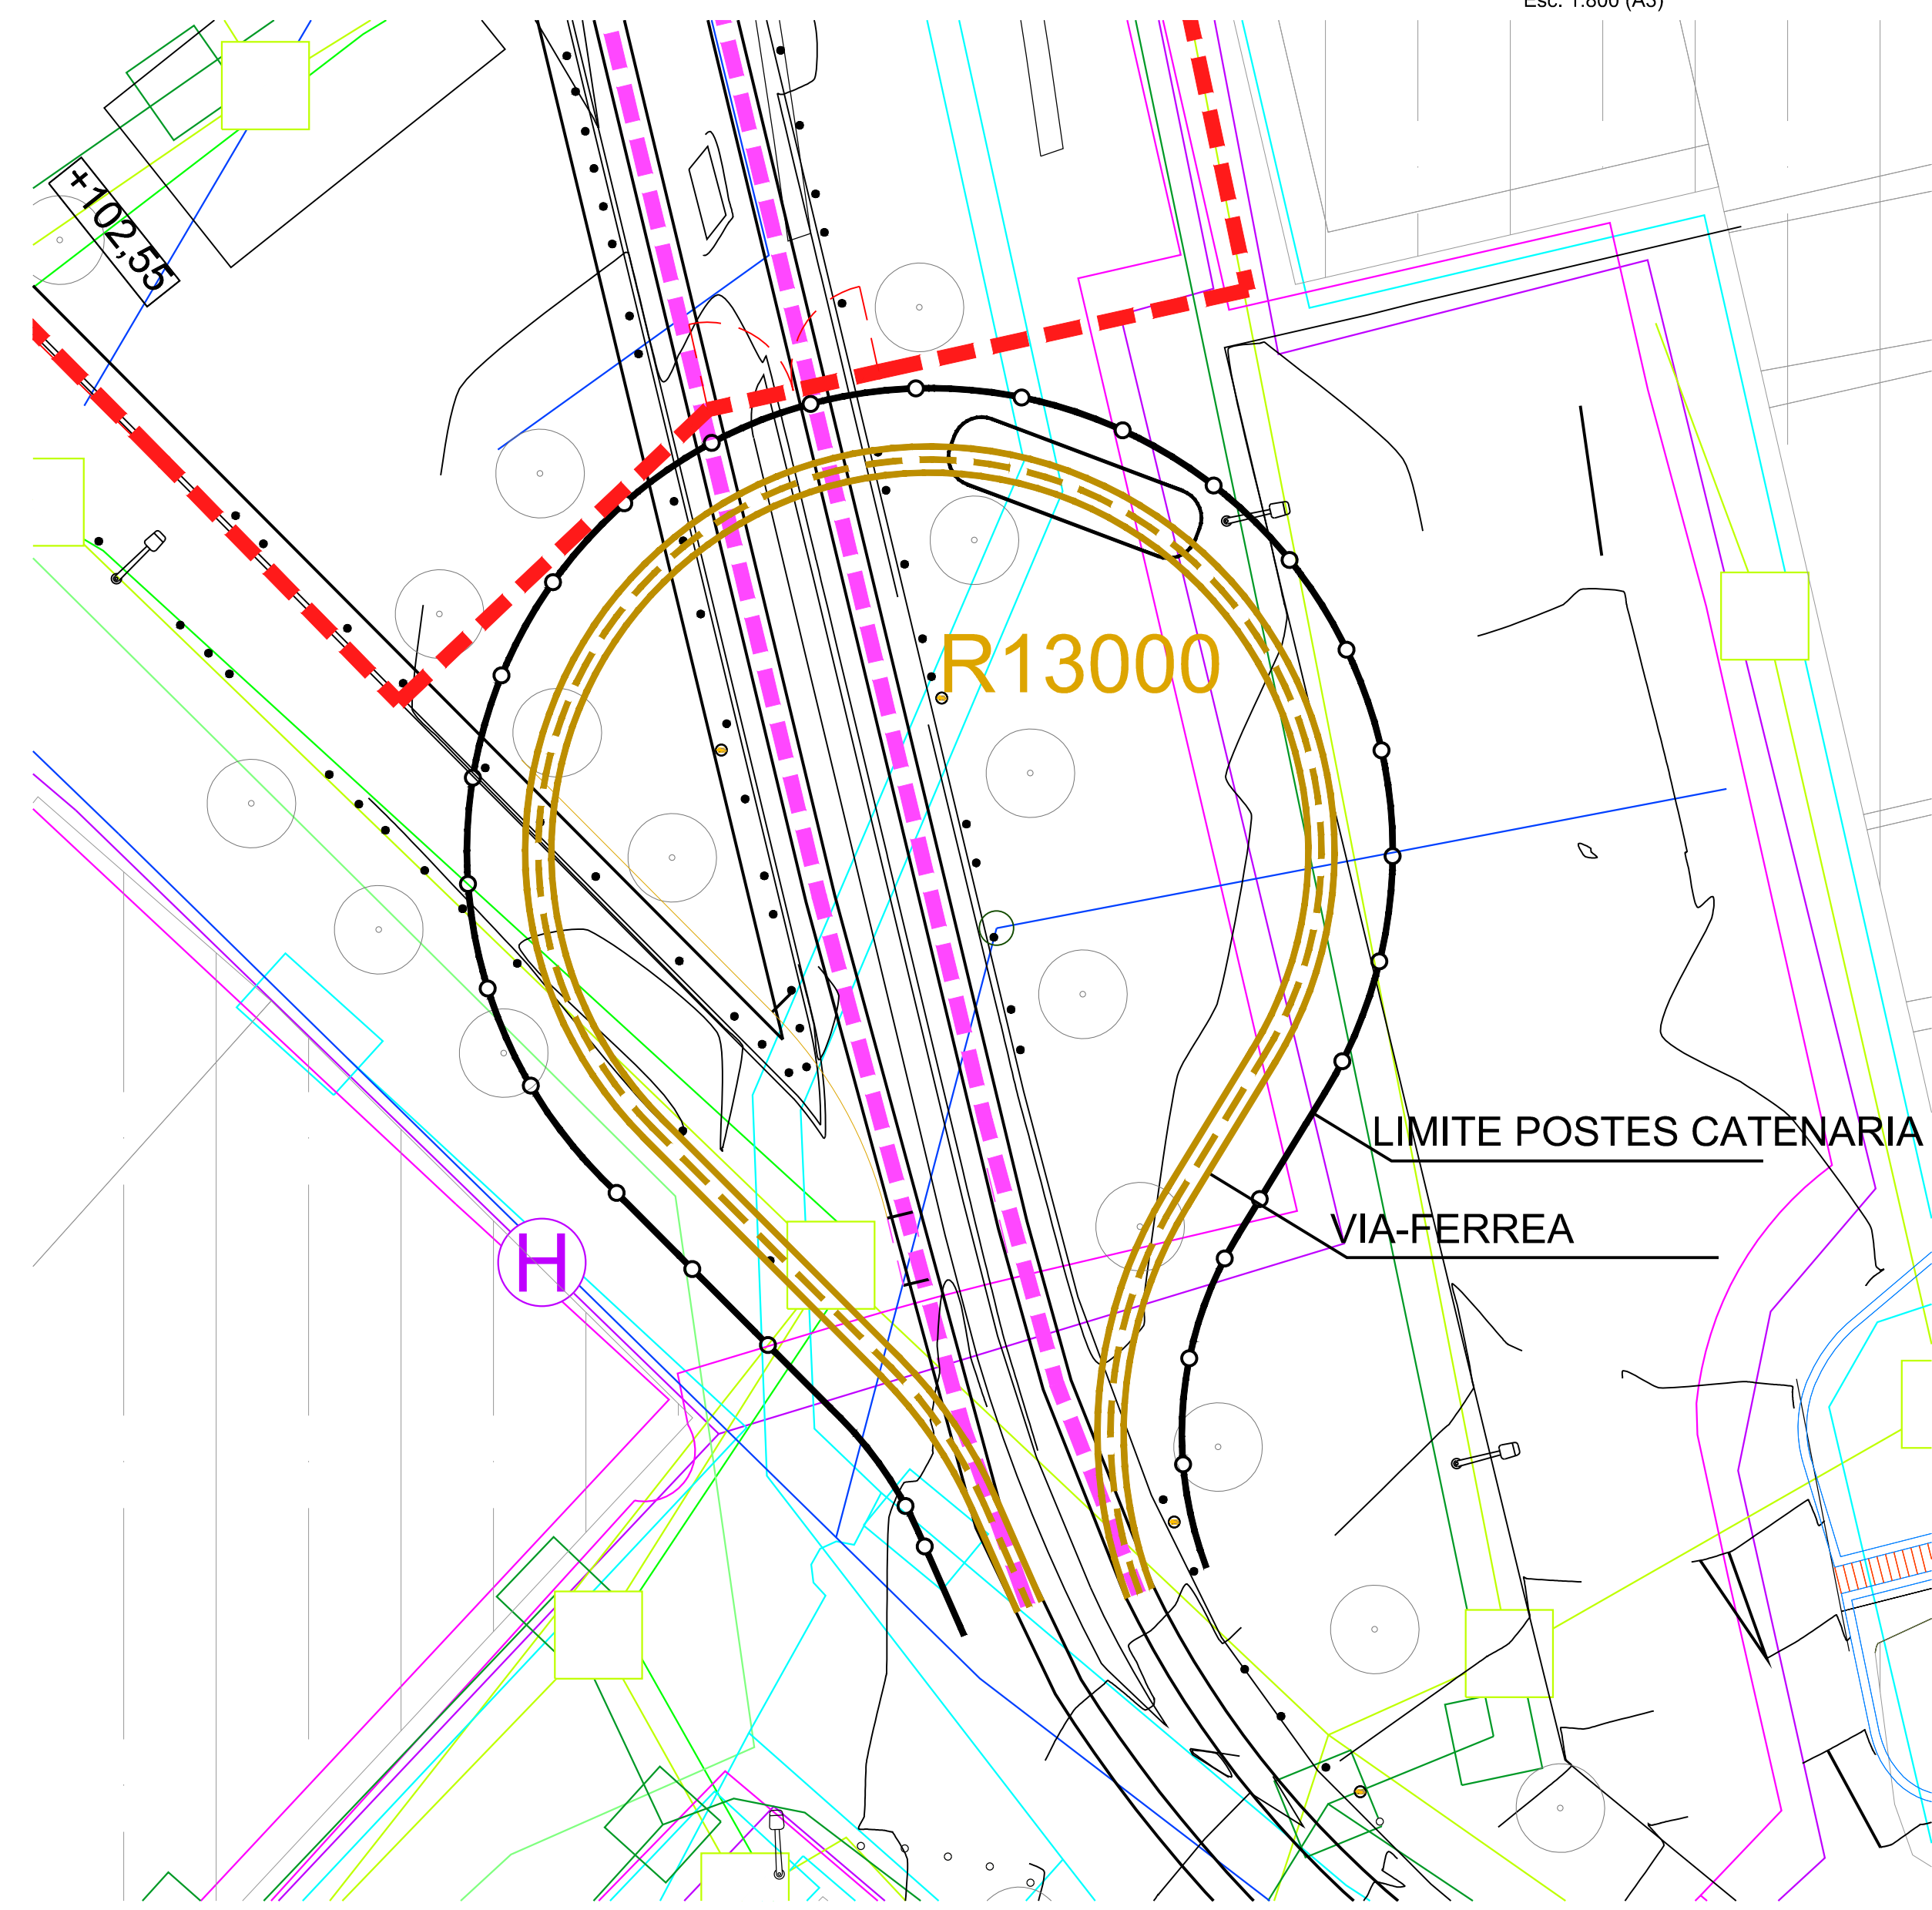 Esc. 1:800 (A3)
+102,55
R13000
LIMITE POSTES CATENARIA
VIA-FERREA
H